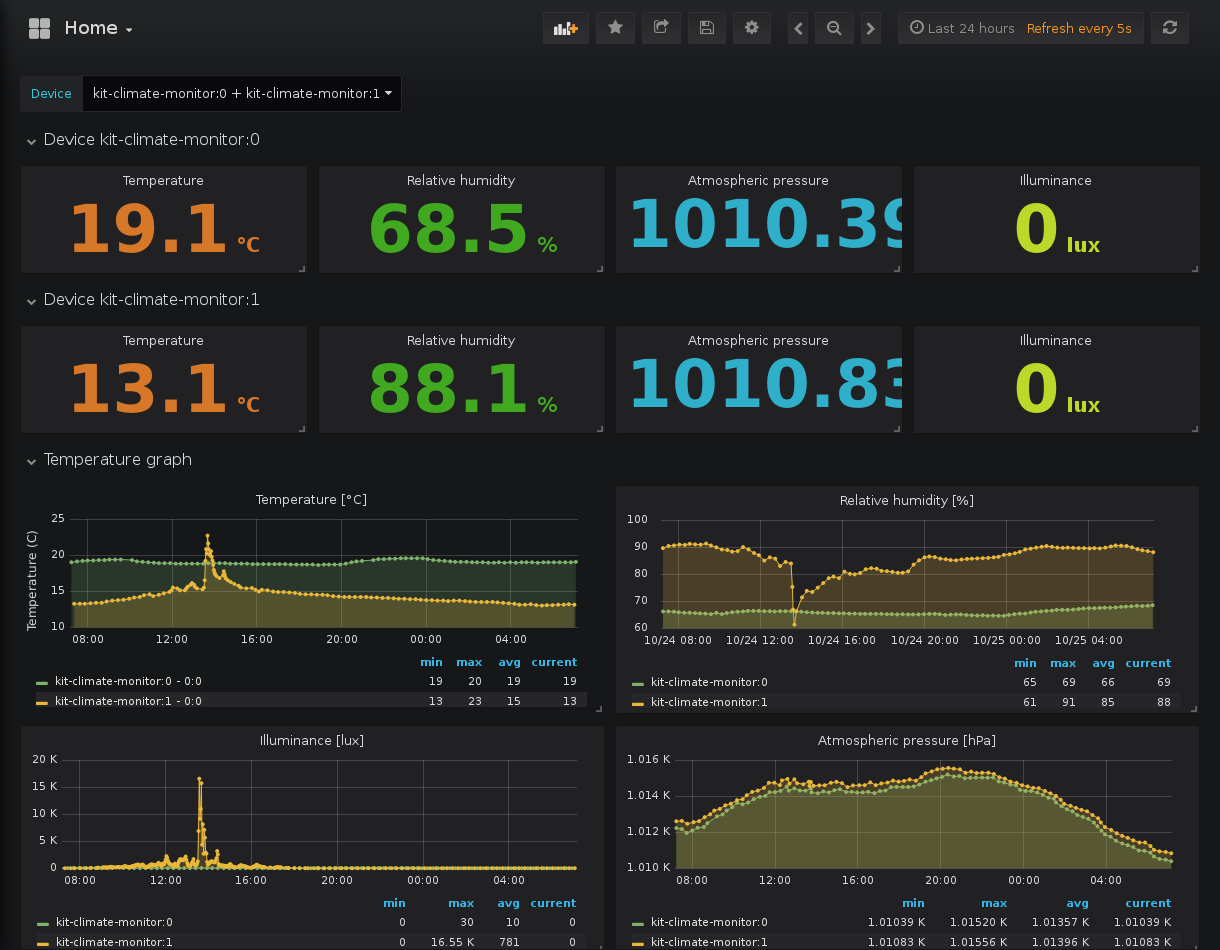 Home
Last 24 hours Refresh every 5s
Device kit-climate-monitor:0 + kit-climate-monitor:1
Device kit-climate-monitor:0
Temperature Relative humidity Atmospheric pressure Illuminance
19.1 °C 68.5 % 1010.39 0 lux
Device kit-climate-monitor:1
Temperature Relative humidity Atmospheric pressure Illuminance
13.1 °C 88.1 % 1010.83 0 lux
Temperature graph
Temperature [°C]
Temperature (C)
25
20
15
10
08:00 12:00 16:00 20:00 00:00 04:00
min max avg current
kit-climate-monitor:0 - 0:0 19 20 19 19
kit-climate-monitor:1 - 0:0 13 23 15 13
Relative humidity [%]
100
90
80
70
60
10/24 08:00 10/24 12:00 10/24 16:00 10/24 20:00 10/25 00:00 10/25 04:00
min max avg current
kit-climate-monitor:0 65 69 66 69
kit-climate-monitor:1 61 91 85 88
Illuminance [lux]
20 K
15 K
10 K
5 K
0
08:00 12:00 16:00 20:00 00:00 04:00
min max avg current
kit-climate-monitor:0 0 30 10 0
kit-climate-monitor:1 0 16.55 K 781 0
Atmospheric pressure [hPa]
1.016 K
1.014 K
1.012 K
1.010 K
08:00 12:00 16:00 20:00 00:00 04:00
min max avg current
kit-climate-monitor:0 1.01039 K 1.01520 K 1.01357 K 1.01039 K
kit-climate-monitor:1 1.01083 K 1.01556 K 1.01396 K 1.01083 K